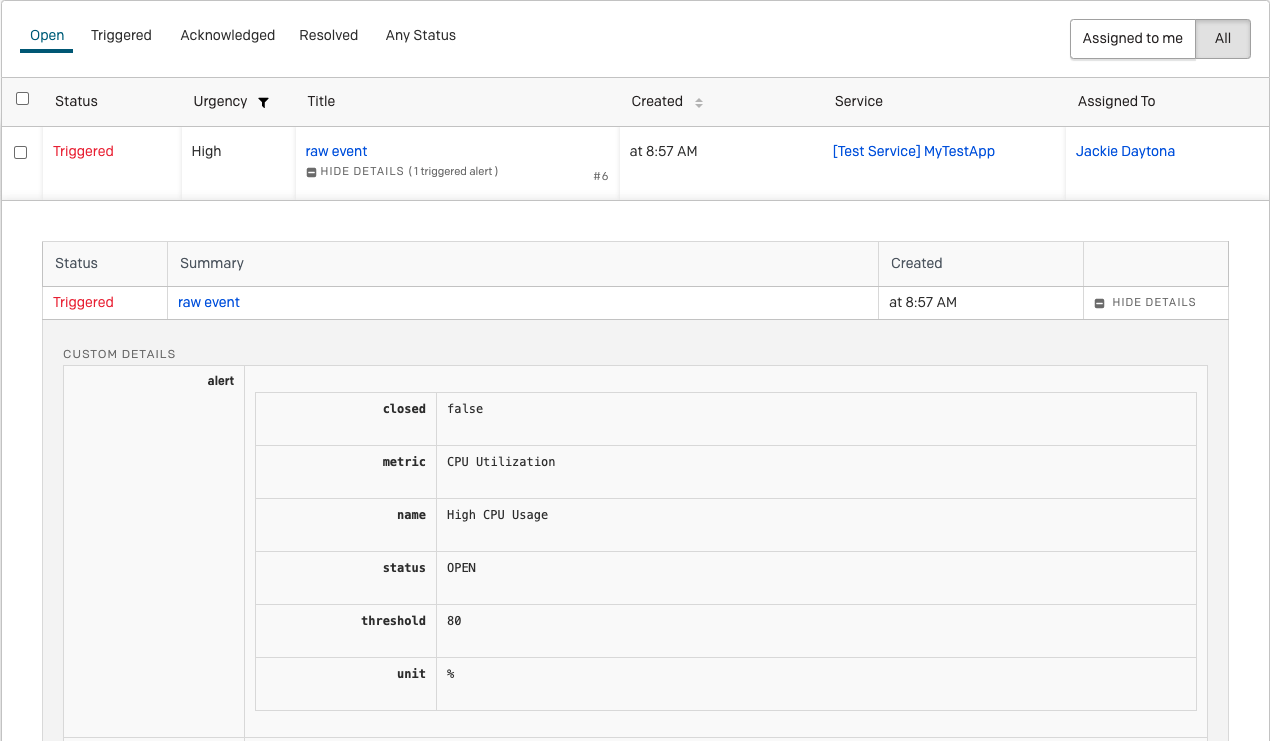 Open Triggered Acknowledged Resolved Any Status Assigned to me All
Status Urgency Title Created Service Assigned To
Triggered High raw event at 8:57 AM [Test Service] MyTestApp Jackie Daytona
HIDE DETAILS (1 triggered alert)
#6
Status Summary Created
Triggered raw event at 8:57 AM HIDE DETAILS
CUSTOM DETAILS
alert
closed false
metric CPU Utilization
name High CPU Usage
status OPEN
threshold 80
unit %